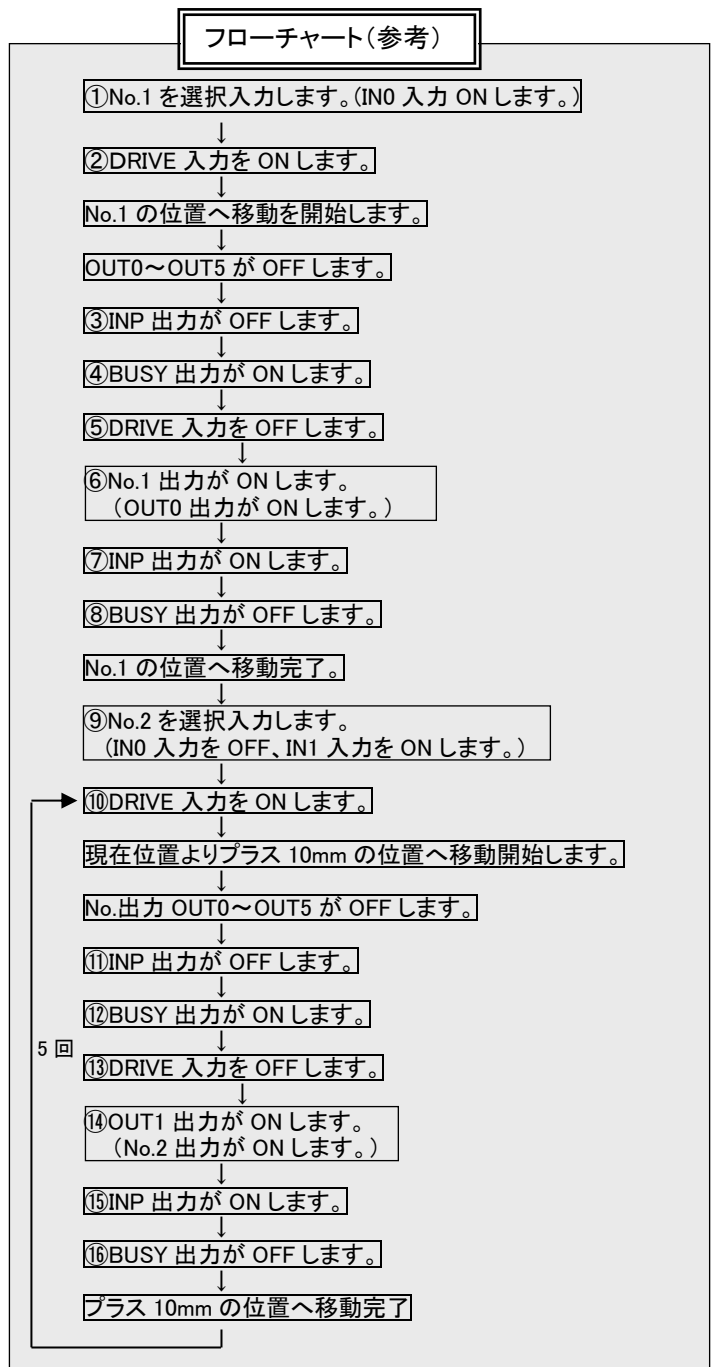 フローチャート（参考）
①No.1 を選択入力します。(IN0 入力 ON します。)
↓
②DRIVE 入力を ON します。
↓
No.1 の位置へ移動を開始します。
↓
OUT0～OUT5 が OFF します。
↓
③INP 出力が OFF します。
↓
④BUSY 出力が ON します。
↓
⑤DRIVE 入力を OFF します。
↓
⑥No.1 出力が ON します。
（OUT0 出力が ON します。）
↓
⑦INP 出力が ON します。
↓
⑧BUSY 出力が OFF します。
↓
No.1 の位置へ移動完了。
↓
⑨No.2 を選択入力します。
（IN0 入力を OFF、IN1 入力を ON します。）
↓
⑩DRIVE 入力を ON します。
↓
現在位置よりプラス 10mm の位置へ移動開始します。
↓
No.出力 OUT0～OUT5 が OFF します。
↓
⑪INP 出力が OFF します。
↓
⑫BUSY 出力が ON します。
↓
5 回
⑬DRIVE 入力を OFF します。
↓
⑭OUT1 出力が ON します。
（No.2 出力が ON します。）
↓
⑮INP 出力が ON します。
↓
⑯BUSY 出力が OFF します。
↓
プラス 10mm の位置へ移動完了